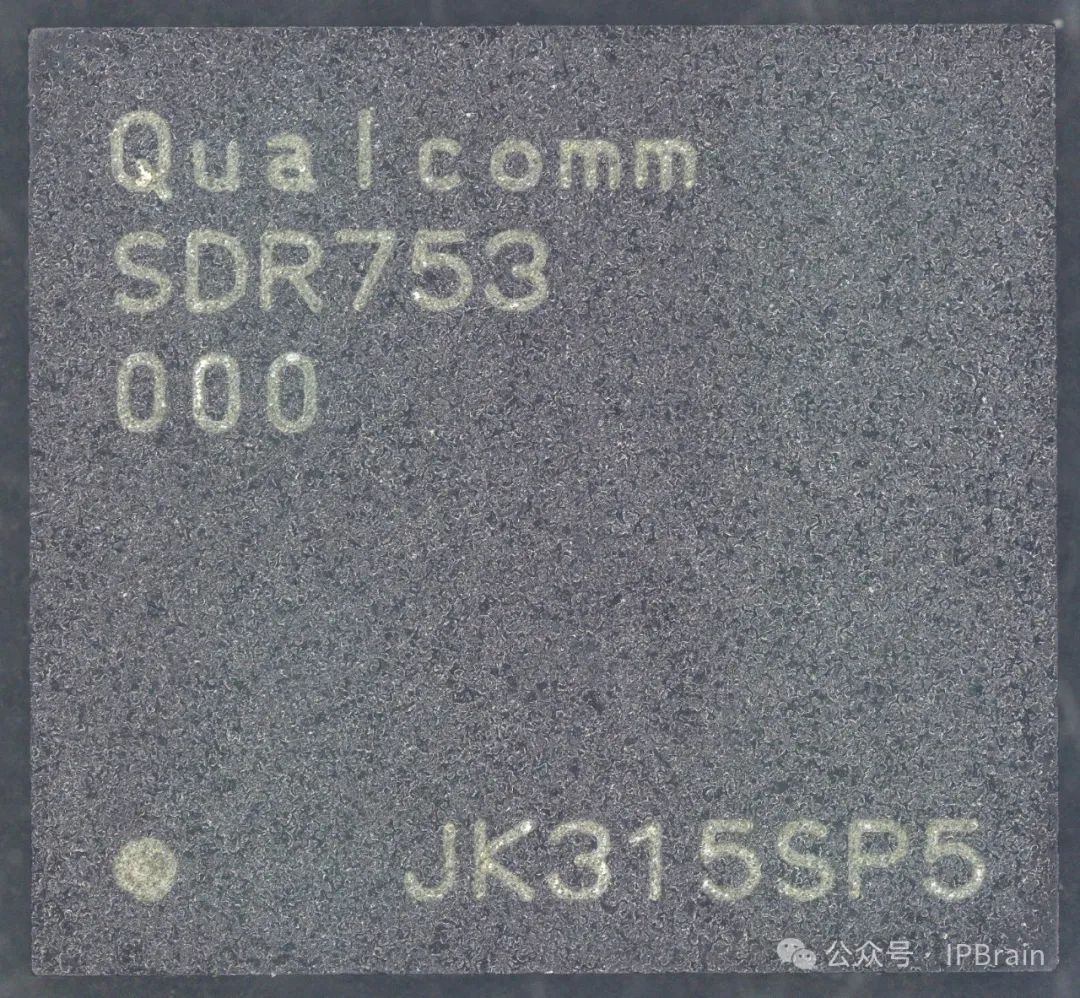 Qualcomm
SDR753
000
JK315SP5
公众号 · IPBrain